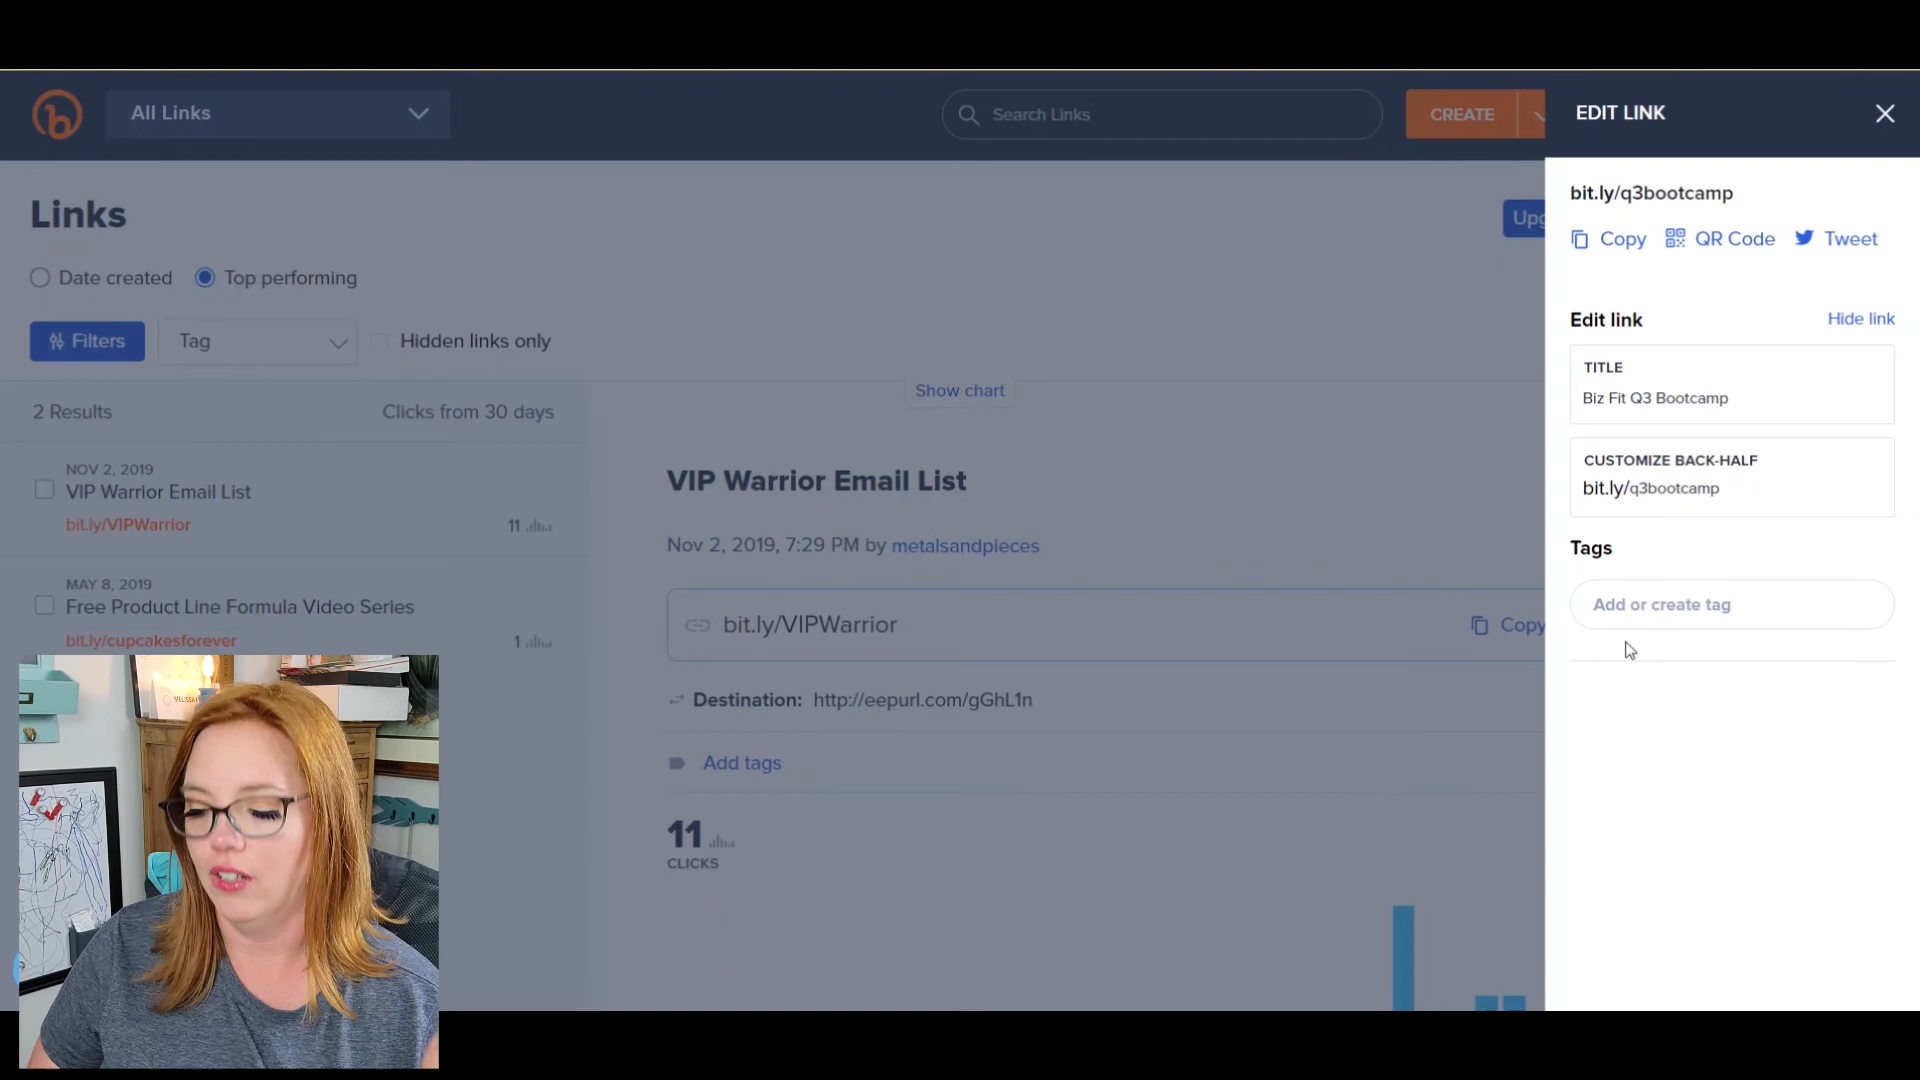 All Links
Search Links
CREATE
EDIT LINK
Links
Upg
Date created
Top performing
Filters
Tag
Hidden links only
Show chart
2 Results
Clicks from 30 days
NOV 2, 2019
VIP Warrior Email List
bit.ly/VIPWarrior
11
MAY 8, 2019
Free Product Line Formula Video Series
bit.ly/cupcakesforever
1
VIP Warrior Email List
Nov 2, 2019, 7:29 PM by metalsandpieces
bit.ly/VIPWarrior
Copy
Destination: http://eepurl.com/gGhL1n
Add tags
11
CLICKS
bit.ly/q3bootcamp
Copy
QR Code
Tweet
Edit link
Hide link
TITLE
Biz Fit Q3 Bootcamp
CUSTOMIZE BACK-HALF
bit.ly/q3bootcamp
Tags
Add or create tag